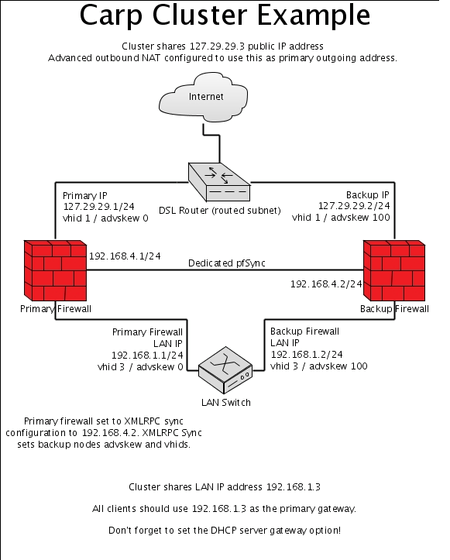 Carp Cluster Example
Cluster shares 127.29.29.3 public IP address
Advanced outbound NAT configured to use this as primary outgoing address.
Internet
Primary IP
127.29.29.1/24
vhid 1 / advskew 0
DSL Router (routed subnet)
Backup IP
127.29.29.2/24
vhid 1 / advskew 100
192.168.4.1/24
Dedicated pfSync
192.168.4.2/24
Primary Firewall
Backup Firewall
Primary Firewall
LAN IP
192.168.1.1/24
vhid 3 / advskew 0
Backup Firewall
LAN IP
192.168.1.2/24
vhid 3 / advskew 100
LAN Switch
Primary firewall set to XMLRPC sync
configuration to 192.168.4.2. XMLRPC Sync
sets backup nodes advskew and vhids.
Cluster shares LAN IP address 192.168.1.3
All clients should use 192.168.1.3 as the primary gateway.
Don't forget to set the DHCP server gateway option!